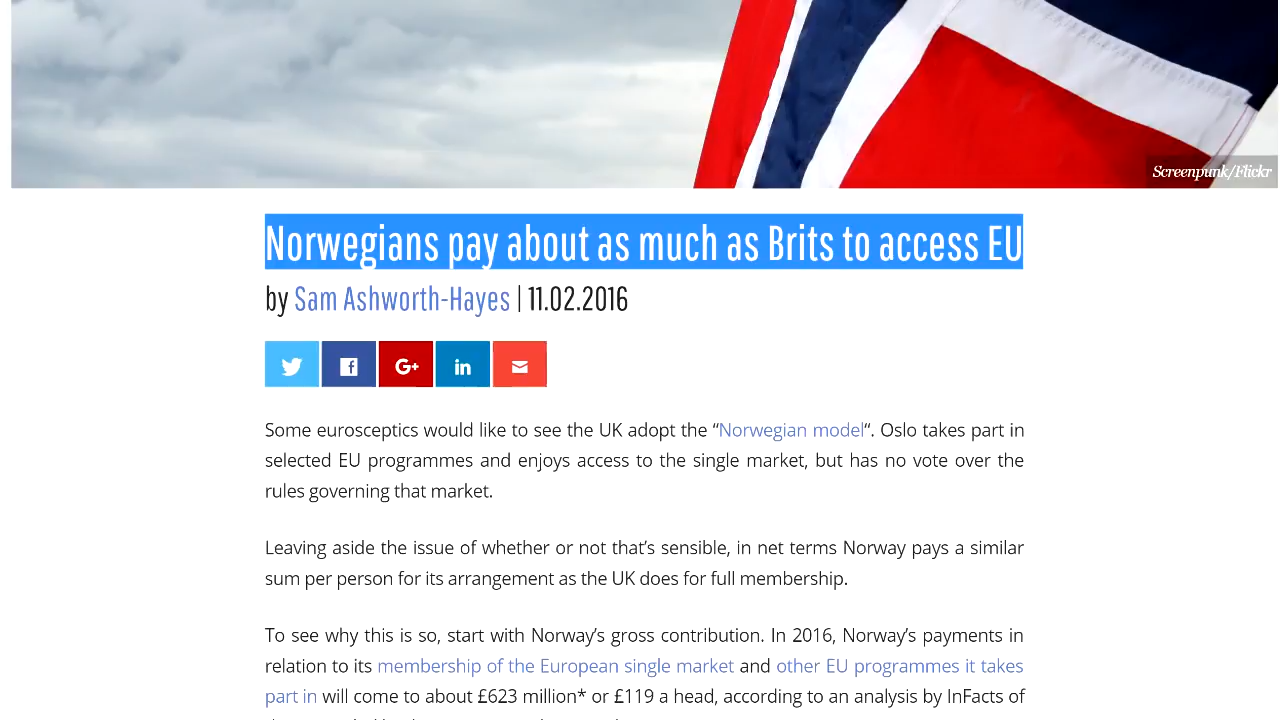 Screenpunk/Flickr
Norwegians pay about as much as Brits to access EU
by Sam Ashworth-Hayes | 11.02.2016
Some eurosceptics would like to see the UK adopt the “Norwegian model“. Oslo takes part in
selected EU programmes and enjoys access to the single market, but has no vote over the
rules governing that market.
Leaving aside the issue of whether or not that’s sensible, in net terms Norway pays a similar
sum per person for its arrangement as the UK does for full membership.
To see why this is so, start with Norway’s gross contribution. In 2016, Norway’s payments in
relation to its membership of the European single market and other EU programmes it takes
part in will come to about £623 million* or £119 a head, according to an analysis by InFacts of